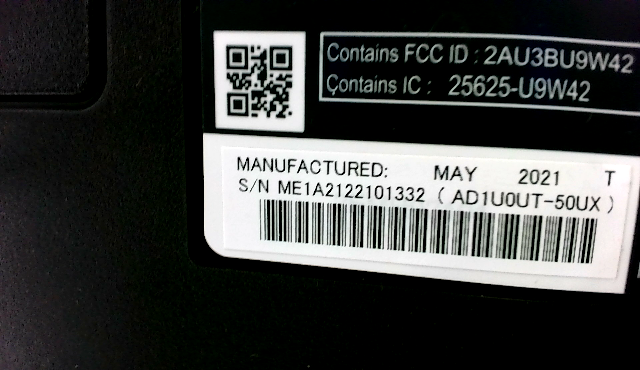 Contains FCC ID : 2AU3BU9W42
Contains IC : 25625-U9W42
MANUFACTURED: MAY 2021 T
S/N ME1A2122101332 ( AD1U0UT-50UX )